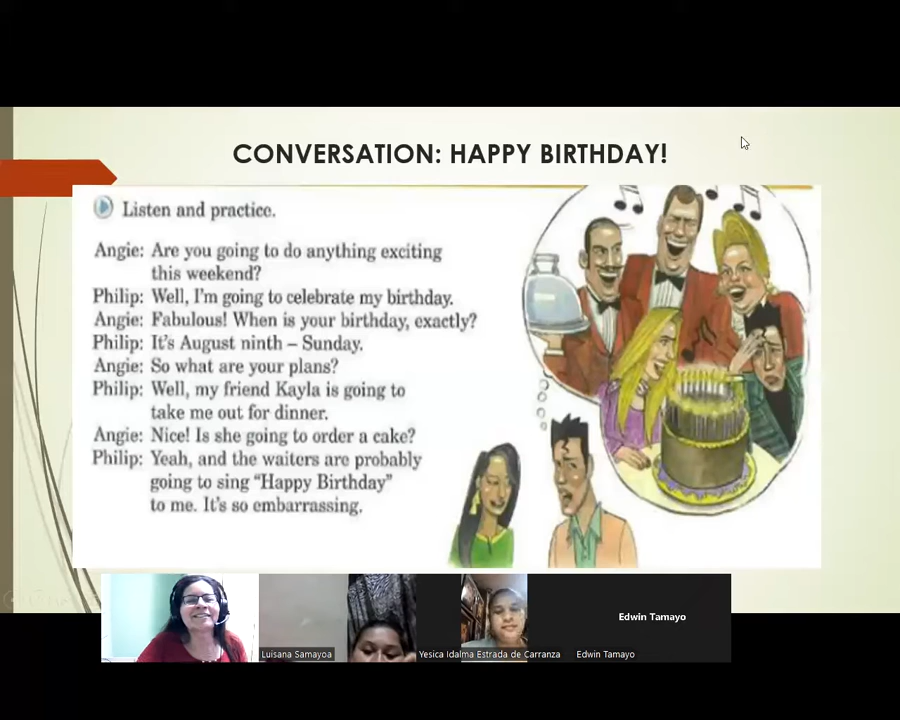 CONVERSATION: HAPPY BIRTHDAY!
Listen and practice.
Angie: Are you going to do anything exciting
this weekend?
Philip: Well, I'm going to celebrate my birthday.
Angie: Fabulous! When is your birthday, exactly?
Philip: It's August ninth – Sunday.
Angie: So what are your plans?
Philip: Well, my friend Kayla is going to
take me out for dinner.
Angie: Nice! Is she going to order a cake?
Philip: Yeah, and the waiters are probably
going to sing "Happy Birthday"
to me. It's so embarrassing.
Edwin Tamayo
Luisana Samayoa
Yesica Idalma Estrada de Carranza
Edwin Tamayo